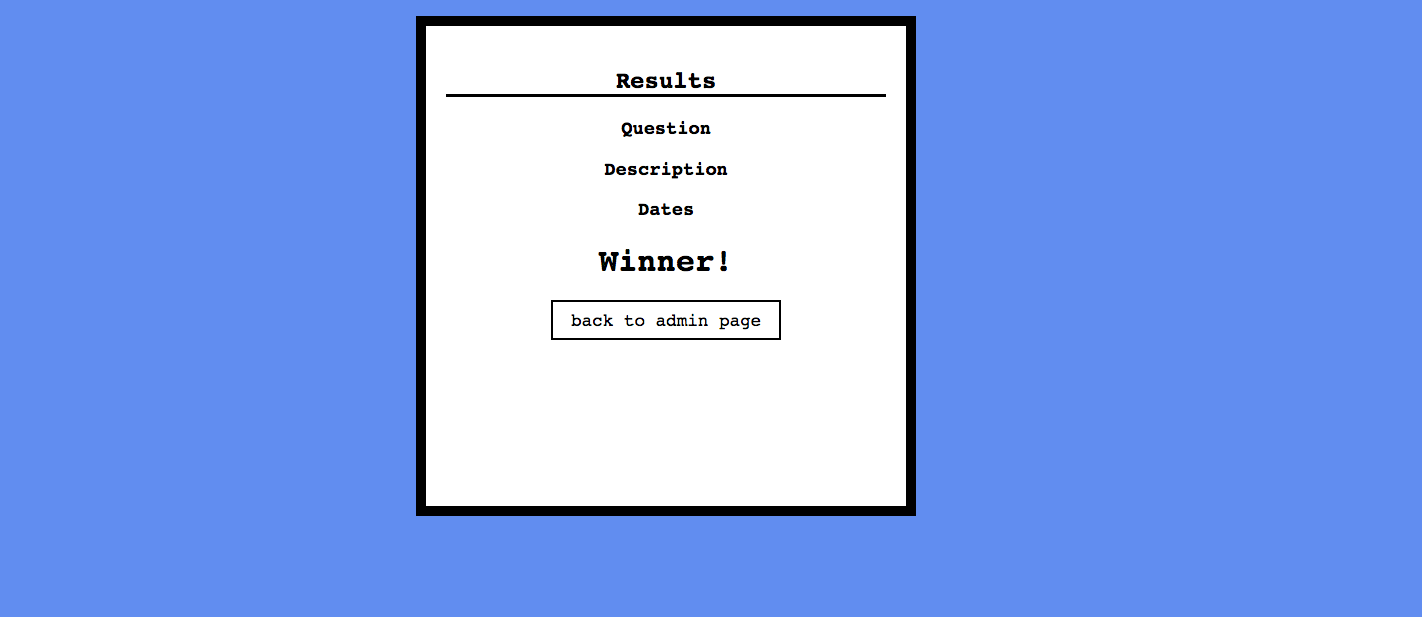 Results
Question
Description
Dates
Winner!
back to admin page